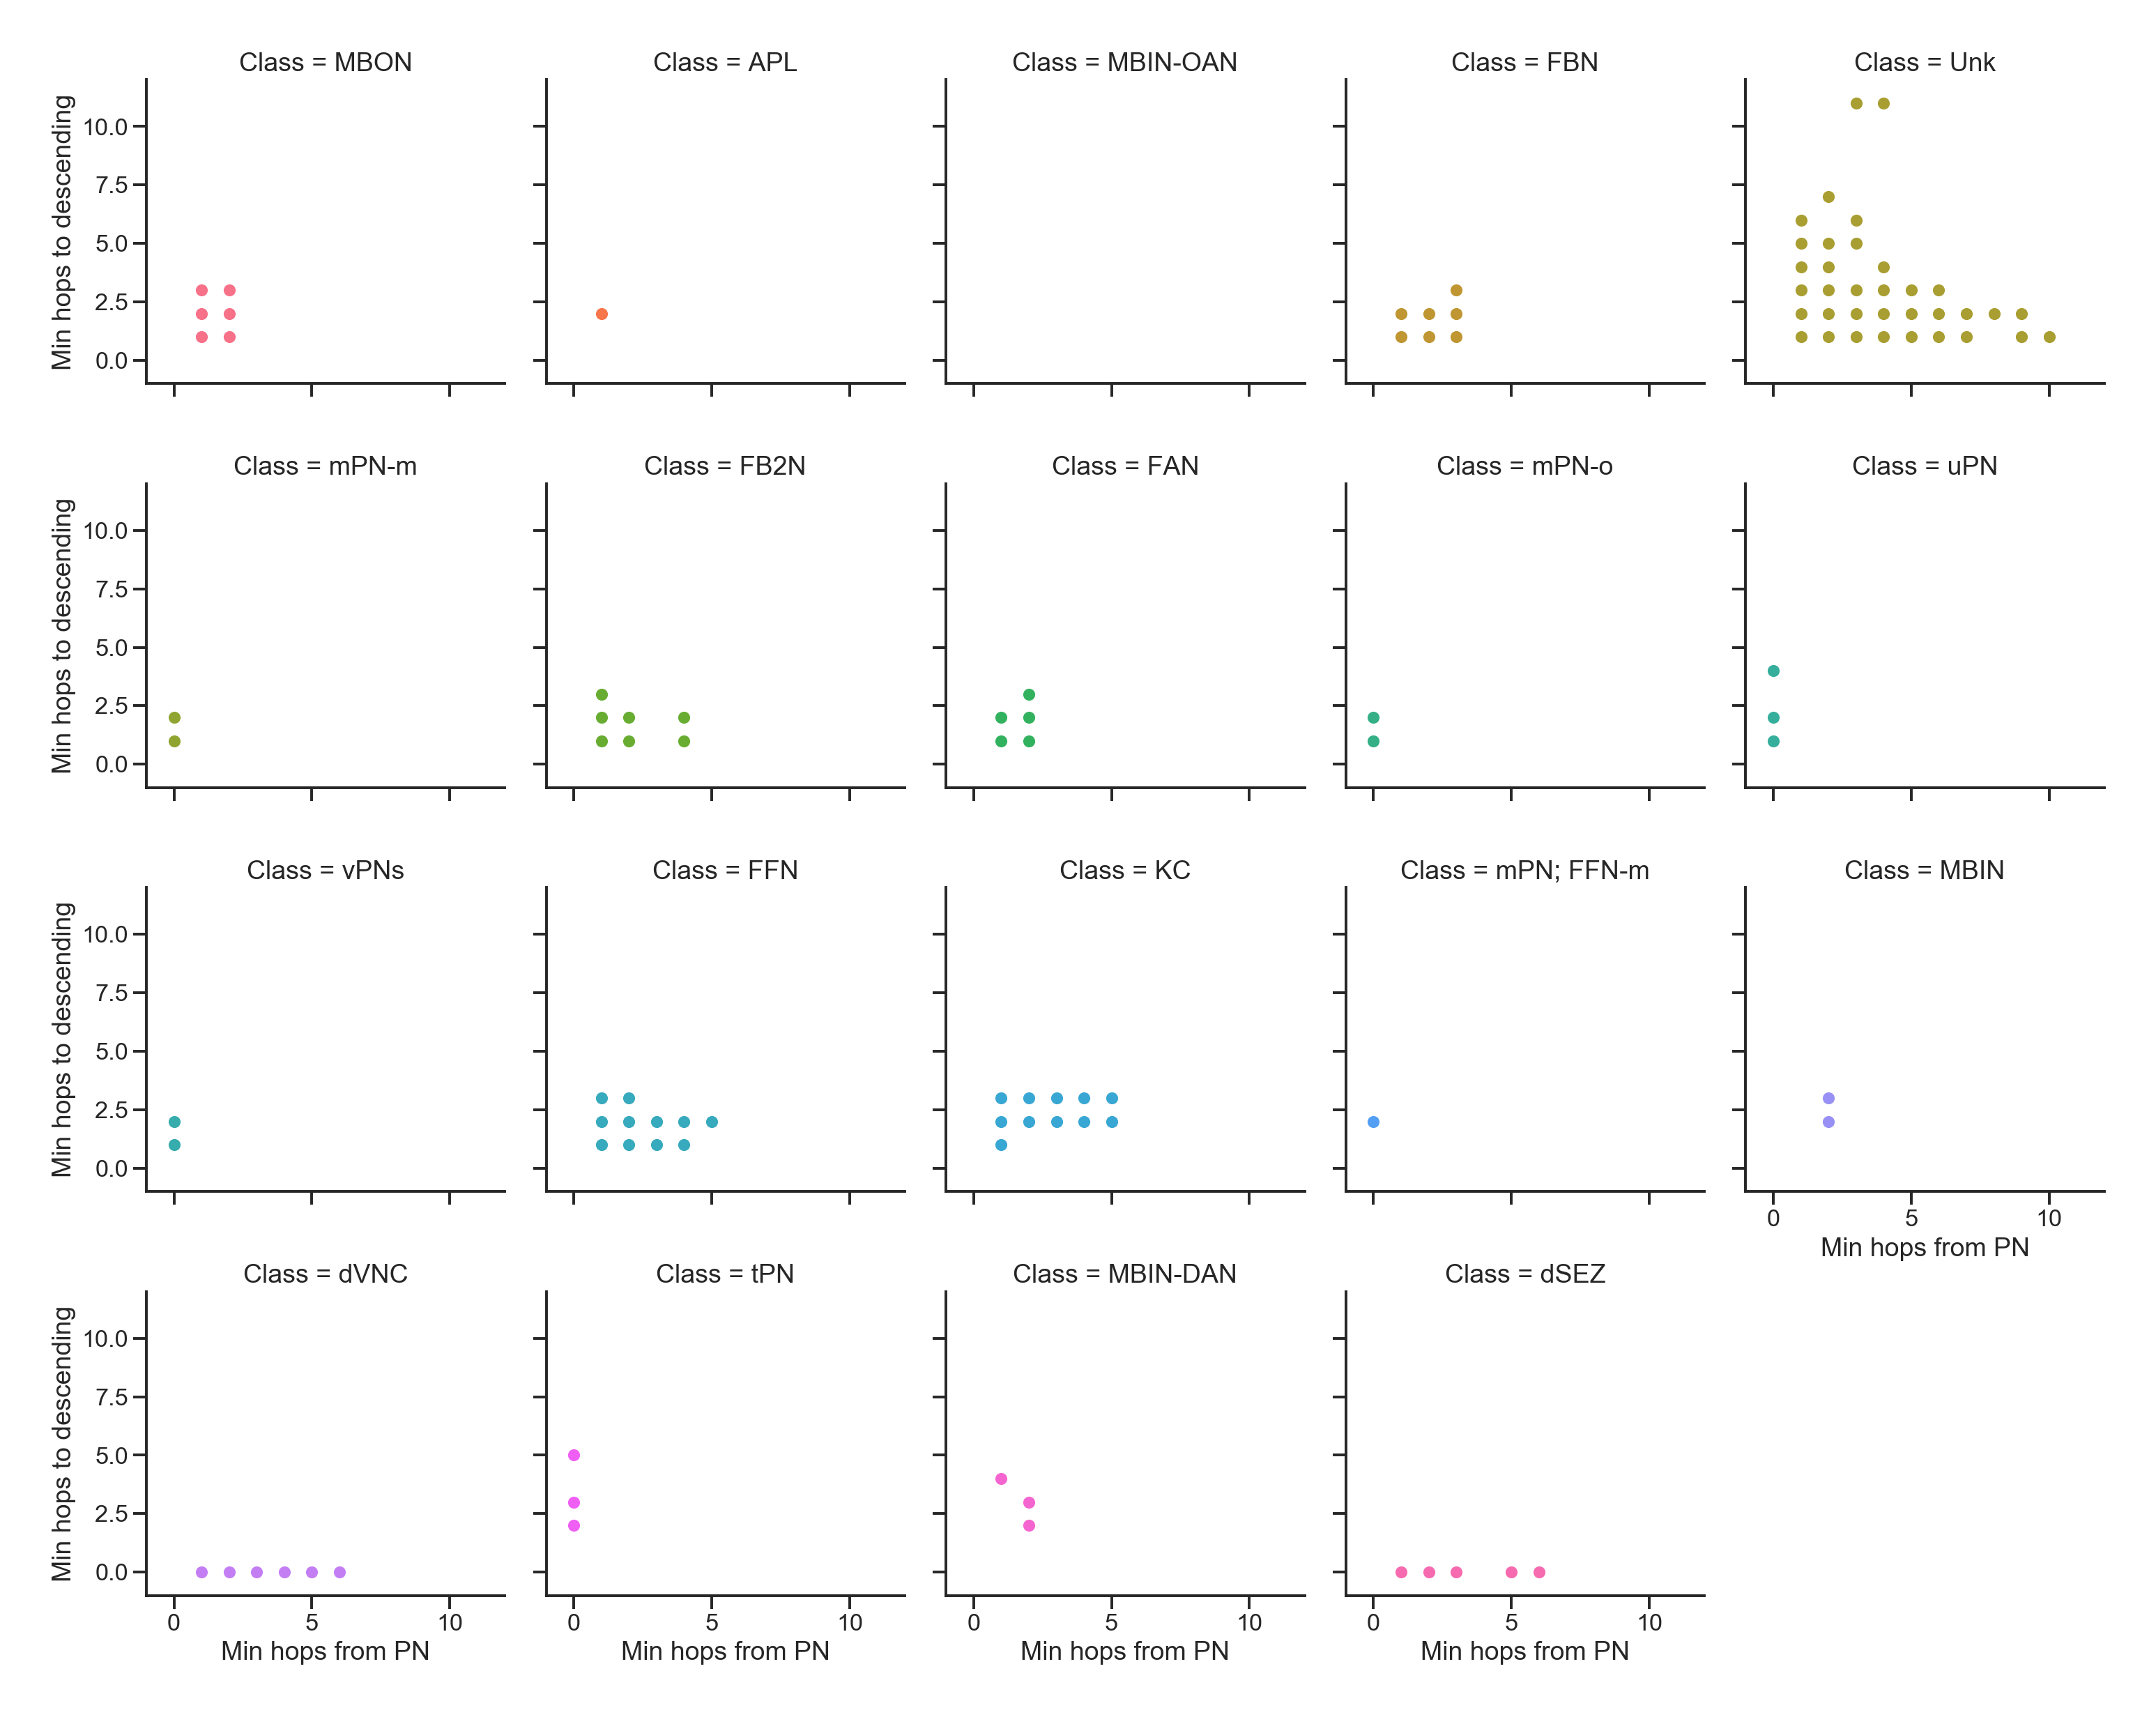 Class = MBON
Class = APL
Class = MBIN-OAN
Class = FBN
Class = Unk
Min hops to descending
10.0
7.5
5.0
2.5
0.0
Class = mPN-m
Class = FB2N
Class = FAN
Class = mPN-o
Class = uPN
Min hops to descending
10.0
7.5
5.0
2.5
0.0
Class = vPNs
Class = FFN
Class = KC
Class = mPN; FFN-m
Class = MBIN
Min hops to descending
10.0
7.5
5.0
2.5
0.0
0 5 10
Min hops from PN
Class = dVNC
Class = tPN
Class = MBIN-DAN
Class = dSEZ
Min hops to descending
10.0
7.5
5.0
2.5
0.0
0 5 10
0 5 10
0 5 10
0 5 10
Min hops from PN
Min hops from PN
Min hops from PN
Min hops from PN